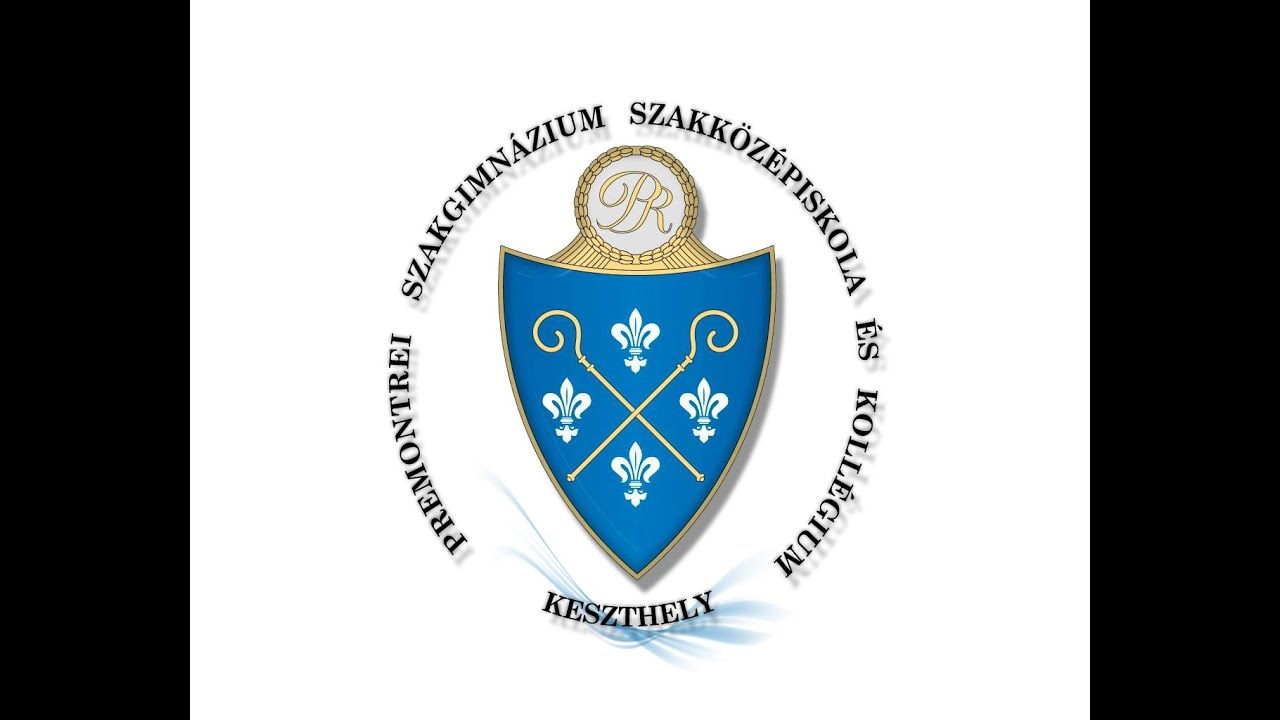 PREMONTREI SZAKGIMNÁZIUM SZAKKÖZÉPISKOLA ÉS KOLLÉGIUM
PR
KESZTHELY